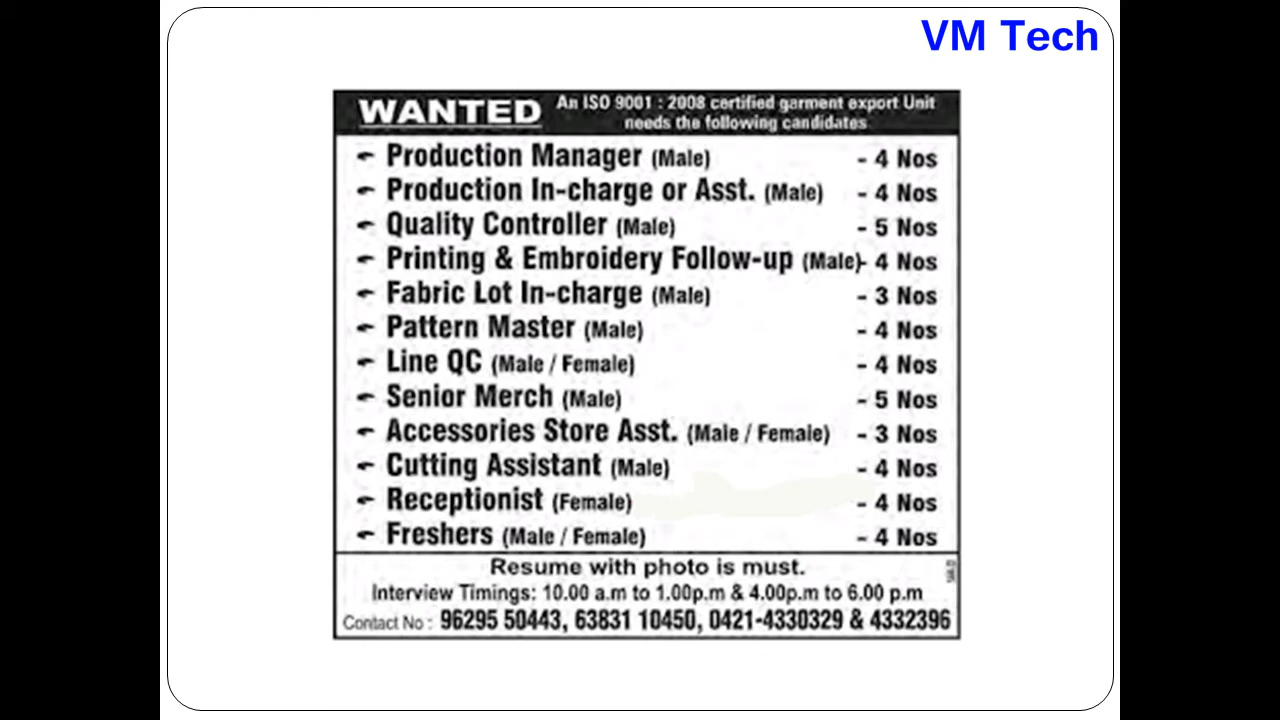 VM Tech
WANTED An ISO 9001 : 2008 certified garment export Unit
needs the following candidates
Production Manager (Male) - 4 Nos
Production In-charge or Asst. (Male) - 4 Nos
Quality Controller (Male) - 5 Nos
Printing & Embroidery Follow-up (Male)- 4 Nos
Fabric Lot In-charge (Male) - 3 Nos
Pattern Master (Male) - 4 Nos
Line QC (Male / Female) - 4 Nos
Senior Merch (Male) - 5 Nos
Accessories Store Asst. (Male / Female) - 3 Nos
Cutting Assistant (Male) - 4 Nos
Receptionist (Female) - 4 Nos
Freshers (Male / Female) - 4 Nos
Resume with photo is must.
Interview Timings: 10.00 a.m to 1.00p.m & 4.00p.m to 6.00 p.m
Contact No : 96295 50443, 63831 10450, 0421-4330329 & 4332396